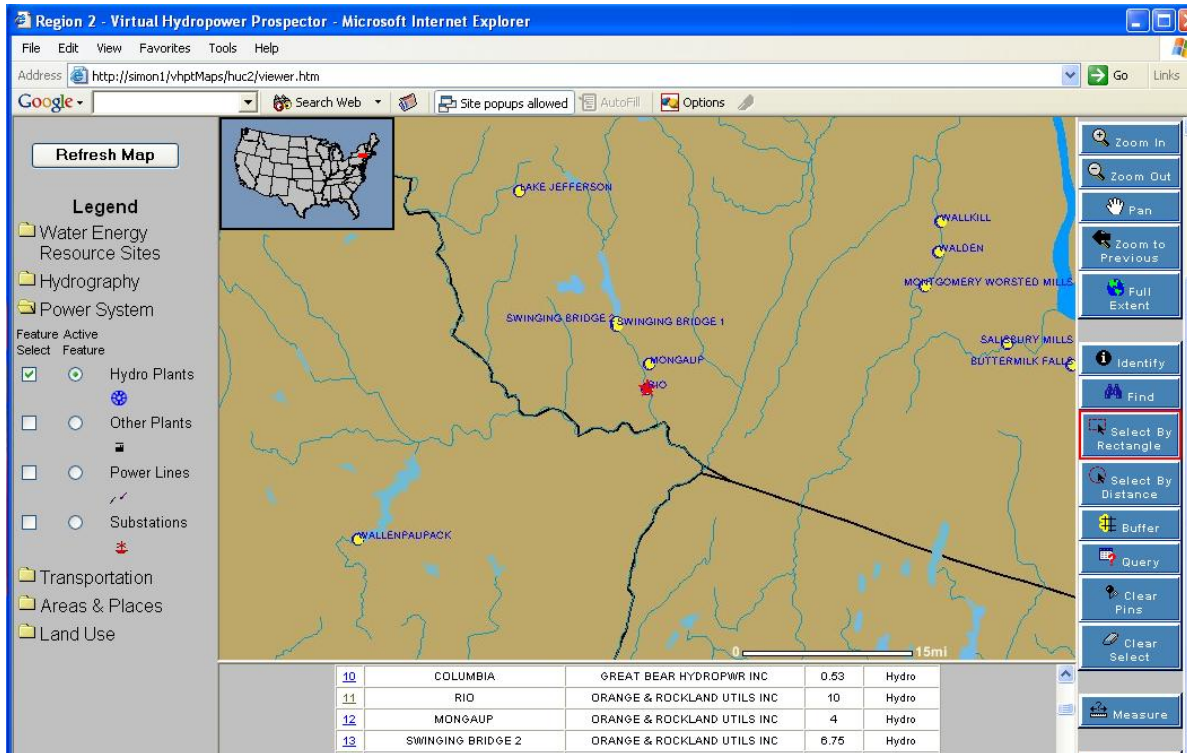 Region 2 - Virtual Hydropower Prospector - Microsoft Internet Explorer
File Edit View Favorites Tools Help
Address http://simon1/vhptMaps/huc2/viewer.htm Go Links
Google - Search Web Site popups allowed AutoFill Options
Refresh Map
Legend
Water Energy
Resource Sites
Hydrography
Power System
Feature Active
Select Feature
Hydro Plants
Other Plants
Power Lines
Substations
Transportation
Areas & Places
Land Use
LAKE JEFFERSON
WALLKILL
WALDEN
MONTGOMERY WORSTED MILLS
SWINGING BRIDGE 2
SWINGING BRIDGE 1
SALISBURY MILLS
BUTTERMILK FALLS
MONGAUP
RIO
WALLENPAUPACK
0 15mi
Zoom In
Zoom Out
Pan
Zoom to
Previous
Full
Extent
Identify
Find
Select By
Rectangle
Select By
Distance
Buffer
Query
Clear
Pins
Clear
Select
Measure
10 COLUMBIA GREAT BEAR HYDROPWR INC 0.53 Hydro
11 RIO ORANGE & ROCKLAND UTILS INC 10 Hydro
12 MONGAUP ORANGE & ROCKLAND UTILS INC 4 Hydro
13 SWINGING BRIDGE 2 ORANGE & ROCKLAND UTILS INC 6.75 Hydro